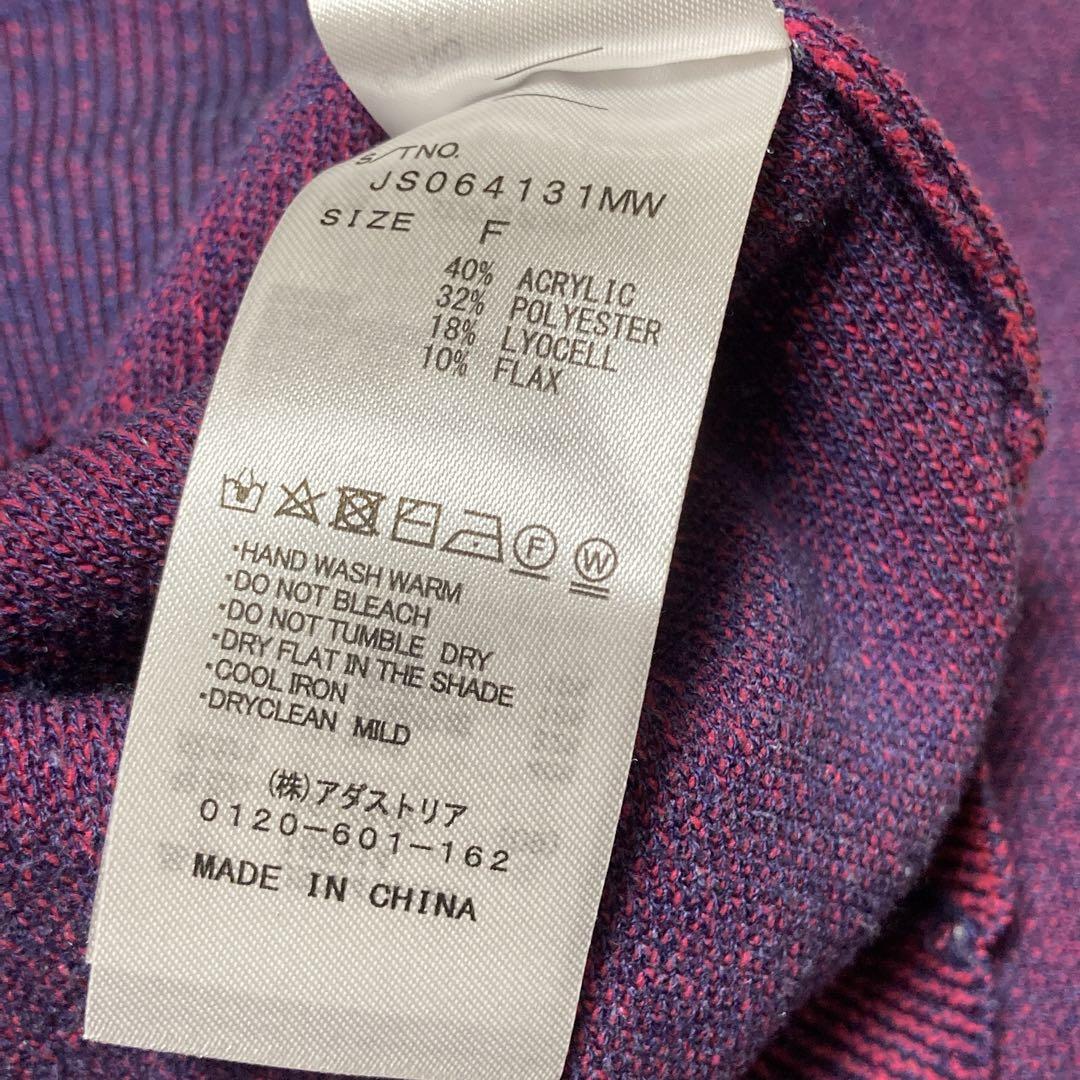 S/TNO.
JS064131MW
SIZE F
40% ACRYLIC
32% POLYESTER
18% LYOCELL
10% FLAX
F W
・HAND WASH WARM
・DO NOT BLEACH
・DO NOT TUMBLE DRY
・DRY FLAT IN THE SHADE
・COOL IRON
・DRYCLEAN MILD
(株)アダストリア
0120-601-162
MADE IN CHINA